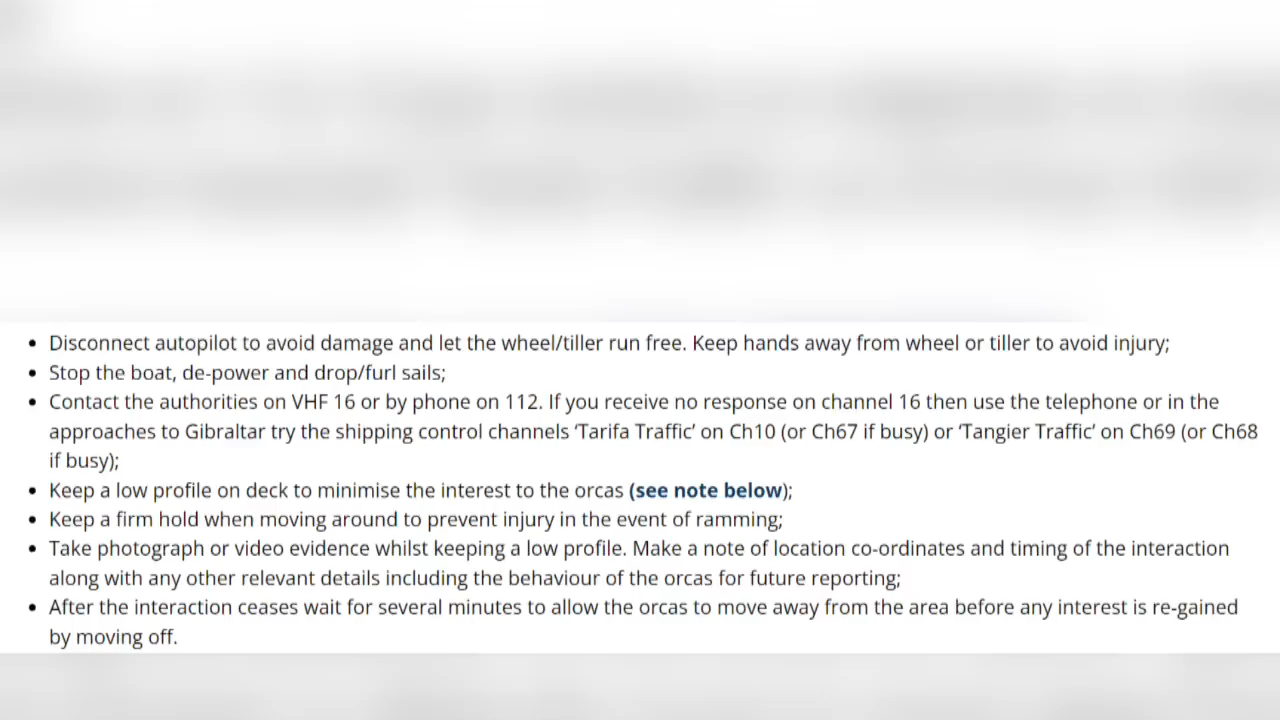 • Disconnect autopilot to avoid damage and let the wheel/tiller run free. Keep hands away from wheel or tiller to avoid injury;
• Stop the boat, de-power and drop/furl sails;
• Contact the authorities on VHF 16 or by phone on 112. If you receive no response on channel 16 then use the telephone or in the
approaches to Gibraltar try the shipping control channels ‘Tarifa Traffic’ on Ch10 (or Ch67 if busy) or ‘Tangier Traffic’ on Ch69 (or Ch68
if busy);
• Keep a low profile on deck to minimise the interest to the orcas (see note below);
• Keep a firm hold when moving around to prevent injury in the event of ramming;
• Take photograph or video evidence whilst keeping a low profile. Make a note of location co-ordinates and timing of the interaction
along with any other relevant details including the behaviour of the orcas for future reporting;
• After the interaction ceases wait for several minutes to allow the orcas to move away from the area before any interest is re-gained
by moving off.